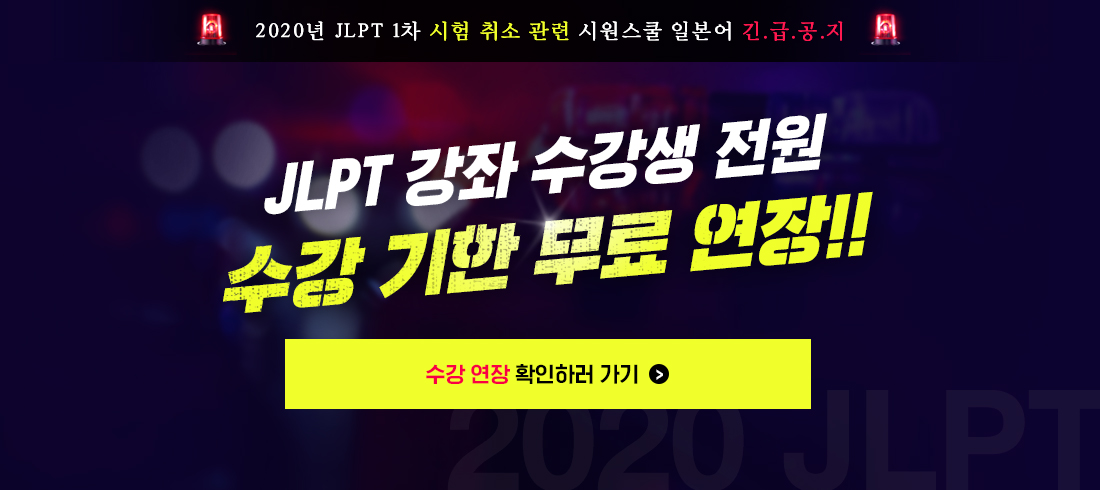 2020년 JLPT 1차 시험 취소 관련 시원스쿨 일본어 긴.급.공.지
JLPT 강좌 수강생 전원
수강 기한 무료 연장!!
수강 연장 확인하러 가기
2020 JLPT